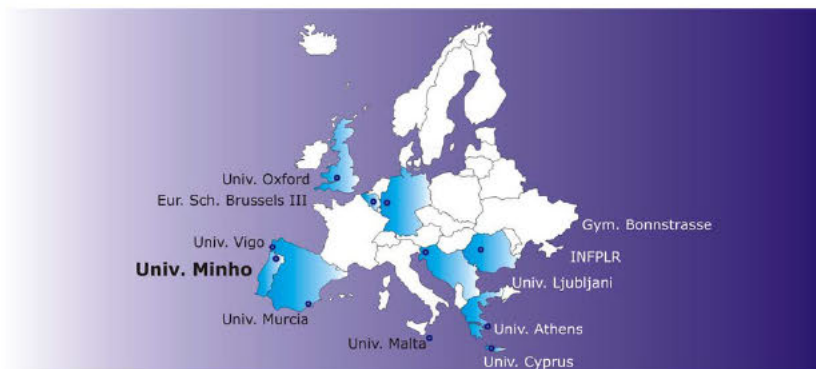 Univ. Oxford
Eur. Sch. Brussels III
Gym. Bonnstrasse
Univ. Vigo
INFPLR
Univ. Minho
Univ. Ljubljani
Univ. Murcia
Univ. Athens
Univ. Malta
Univ. Cyprus